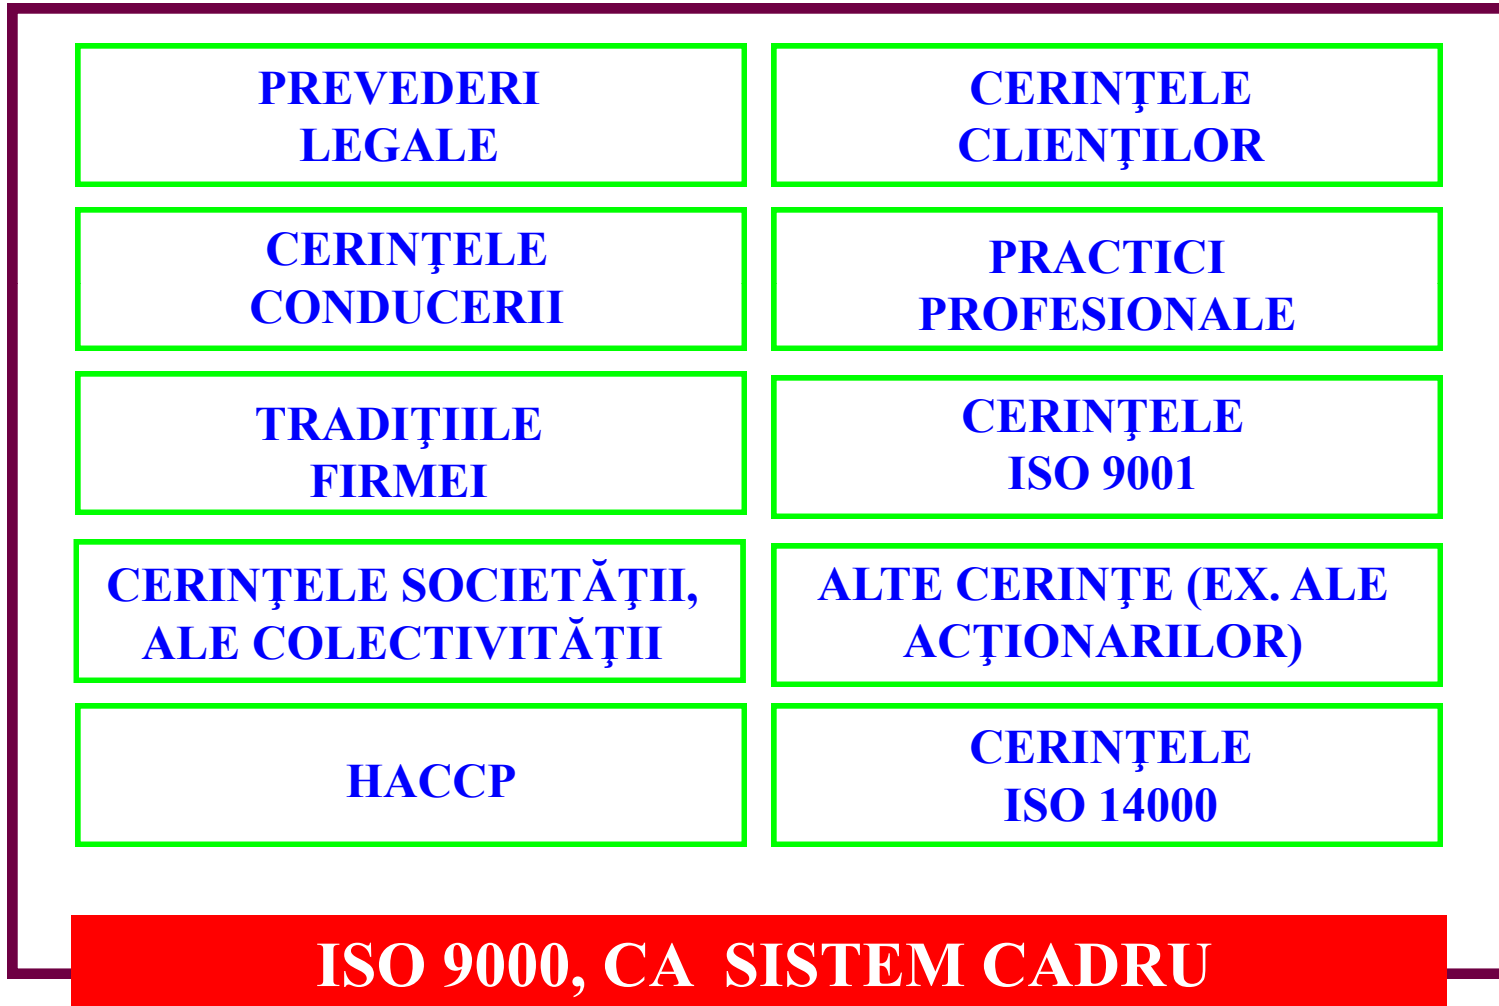 PREVEDERI
LEGALE
CERINŢELE
CLIENŢILOR
CERINŢELE
CONDUCERII
PRACTICI
PROFESIONALE
TRADIŢIILE
FIRMEI
CERINŢELE
ISO 9001
CERINŢELE SOCIETĂŢII,
ALE COLECTIVITĂŢII
ALTE CERINŢE (EX. ALE
ACŢIONARILOR)
HACCP
CERINŢELE
ISO 14000
ISO 9000, CA SISTEM CADRU